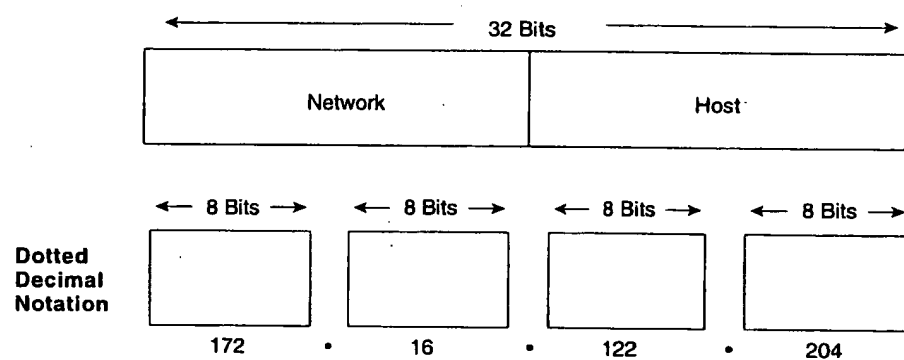 32 Bits
Network Host
8 Bits 8 Bits 8 Bits 8 Bits
Dotted
Decimal
Notation
172 . 16 . 122 . 204